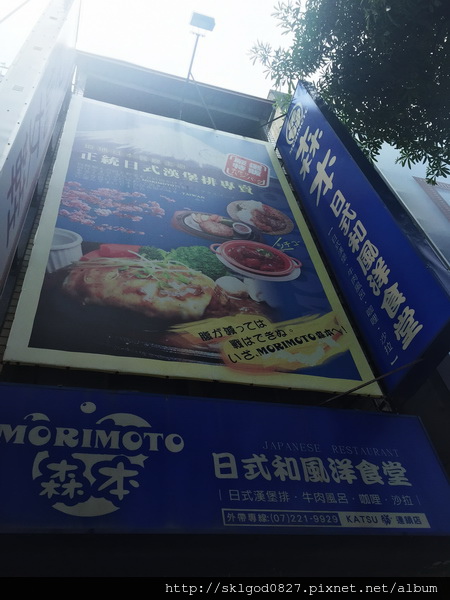 正統日式漢堡排專賣
腹が減っては
戦はできぬ
いざ、MORIMOTO森本へ
森本 日式和風洋食堂
MORIMOTO
森本
JAPANESE RESTAURANT
日式和風洋食堂
| 日式漢堡排・牛肉風呂・咖哩・沙拉 |
外帶專線:(07)221-9929 KATSU 連鎖店
http://sklgod0827.pixnet.net/album